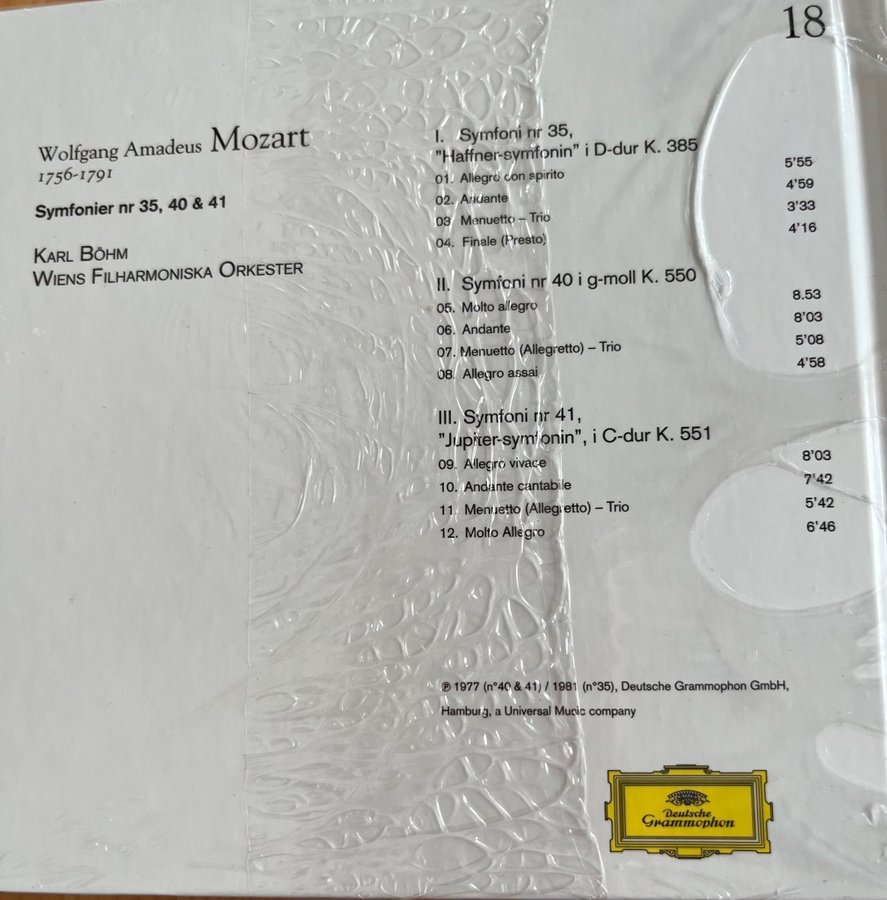 18
Wolfgang Amadeus Mozart
1756-1791
Symfonier nr 35, 40 & 41
KARL BÖHM
WIENS FILHARMONISKA ORKESTER
I. Symfoni nr 35,
"Haffner-symfonin" i D-dur K. 385
01. Allegro con spirito 5'55
02. Andante 4'59
03 Menuetto – Trio 3'33
04. Finale (Presto) 4'16
II. Symfoni nr 40 i g-moll K. 550
05. Molto allegro 8.53
06. Andante 8'03
07. Menuetto (Allegretto) – Trio 5'08
08. Allegro assai 4'58
III. Symfoni nr 41,
"Jupiter-symfonin", i C-dur K. 551
09. Allegro vivace 8'03
10. Andante cantabile 7'42
11. Menuetto (Allegretto) – Trio 5'42
12. Molto Allegro 6'46
℗ 1977 (n°40 & 41) / 1981 (n°35), Deutsche Grammophon GmbH,
Hamburg, a Universal Music company
Deutsche
Grammophon